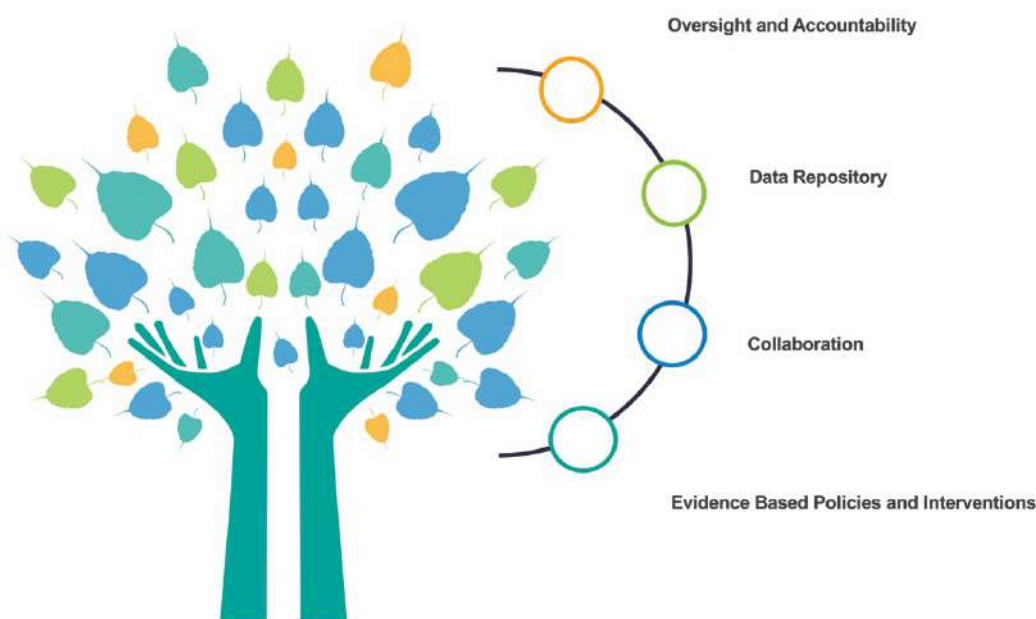 Oversight and Accountability
Data Repository
Collaboration
Evidence Based Policies and Interventions